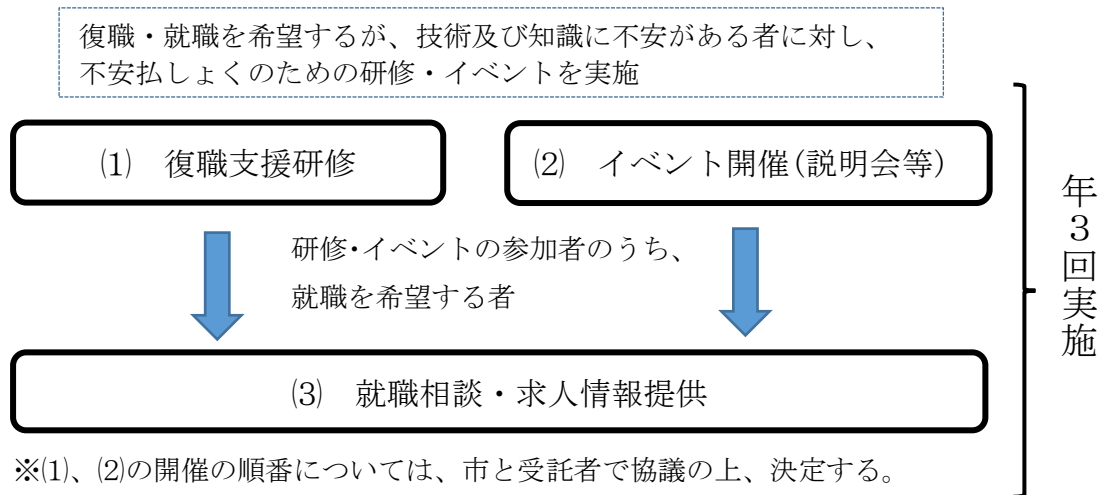 復職・就職を希望するが、技術及び知識に不安がある者に対し、
不安払しょくのための研修・イベントを実施
⑴　復職支援研修
⑵　イベント開催(説明会等)
研修・イベントの参加者のうち、
就職を希望する者
⑶　就職相談・求人情報提供
年３回実施
※⑴、⑵の開催の順番については、市と受託者で協議の上、決定する。